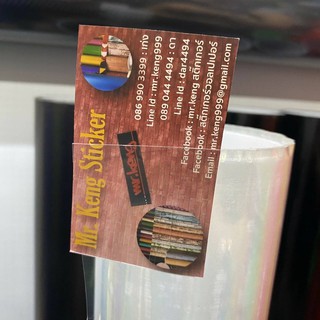 Mr. Keng Sticker
086 990 3399 : เก่ง
Line Id : mr.keng999
089 044 4494 : ดา
Line Id : dar4494
Facebook : mr.keng สติ๊กเกอร์
Facebook : สติ๊กเกอร์วอลเปเปอร์
Email : mr.keng999@gmail.com